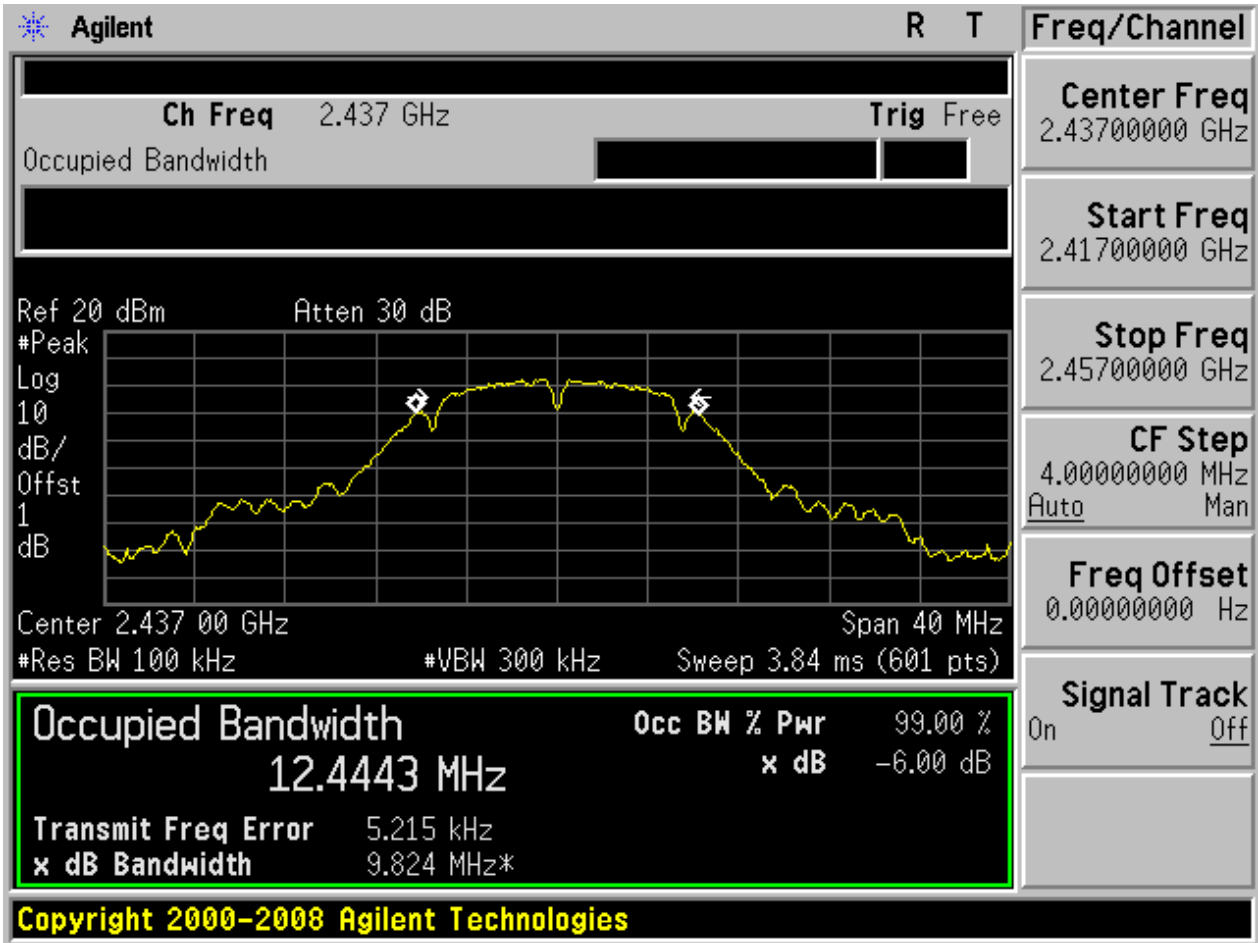 Agilent R T
Ch Freq 2.437 GHz Trig Free
Occupied Bandwidth
Ref 20 dBm Atten 30 dB
#Peak
Log
10
dB/
Offst
1
dB
Center 2.437 00 GHz Span 40 MHz
#Res BW 100 kHz #VBW 300 kHz Sweep 3.84 ms (601 pts)
Occupied Bandwidth Occ BW % Pwr 99.00 %
12.4443 MHz x dB -6.00 dB
Transmit Freq Error 5.215 kHz
x dB Bandwidth 9.824 MHz*
Copyright 2000-2008 Agilent Technologies
Freq/Channel
Center Freq
2.43700000 GHz
Start Freq
2.41700000 GHz
Stop Freq
2.45700000 GHz
CF Step
4.00000000 MHz
Auto Man
Freq Offset
0.00000000 Hz
Signal Track
On Off